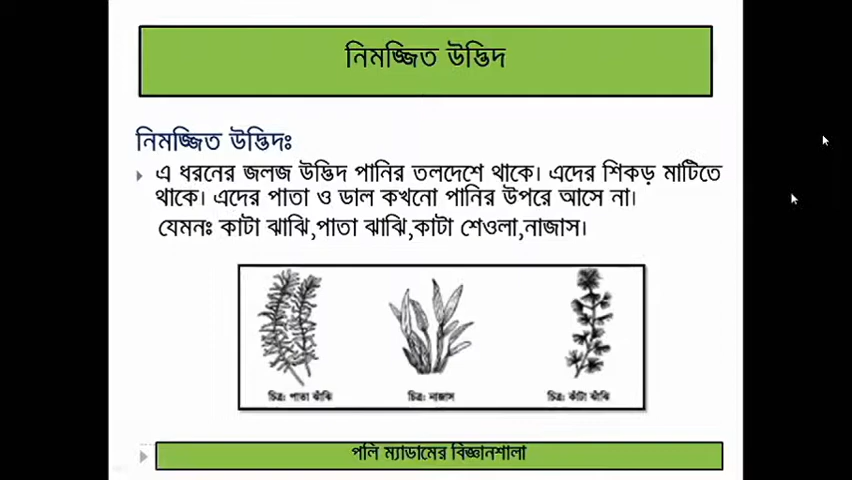 নিমজ্জিত উদ্ভিদ
নিমজ্জিত উদ্ভিদঃ
এ ধরনের জলজ উদ্ভিদ পানির তলদেশে থাকে। এদের শিকড় মাটিতে
থাকে। এদের পাতা ও ডাল কখনো পানির উপরে আসে না।
যেমনঃ কাটা ঝাঝি,পাতা ঝাঝি,কাটা শেওলা,নাজাস।
চিত্র: পাতা ঝাঁঝি চিত্র: নাজাস চিত্র: কাঁটা ঝাঁঝি
পলি ম্যাডামের বিজ্ঞানশালা